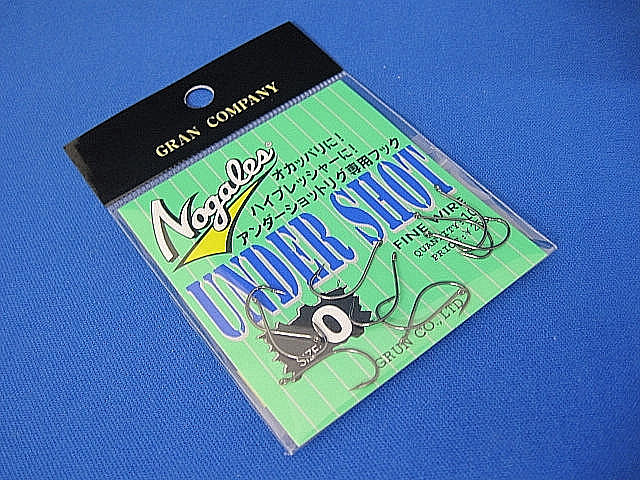 GRAN COMPANY
Nogales
オカッパリに!
ハイプレッシャーに!
アンダーショットリグ専用フック
UNDER SHOT
FINE WIRE
SIZE
0
GRUN CO.,LTD